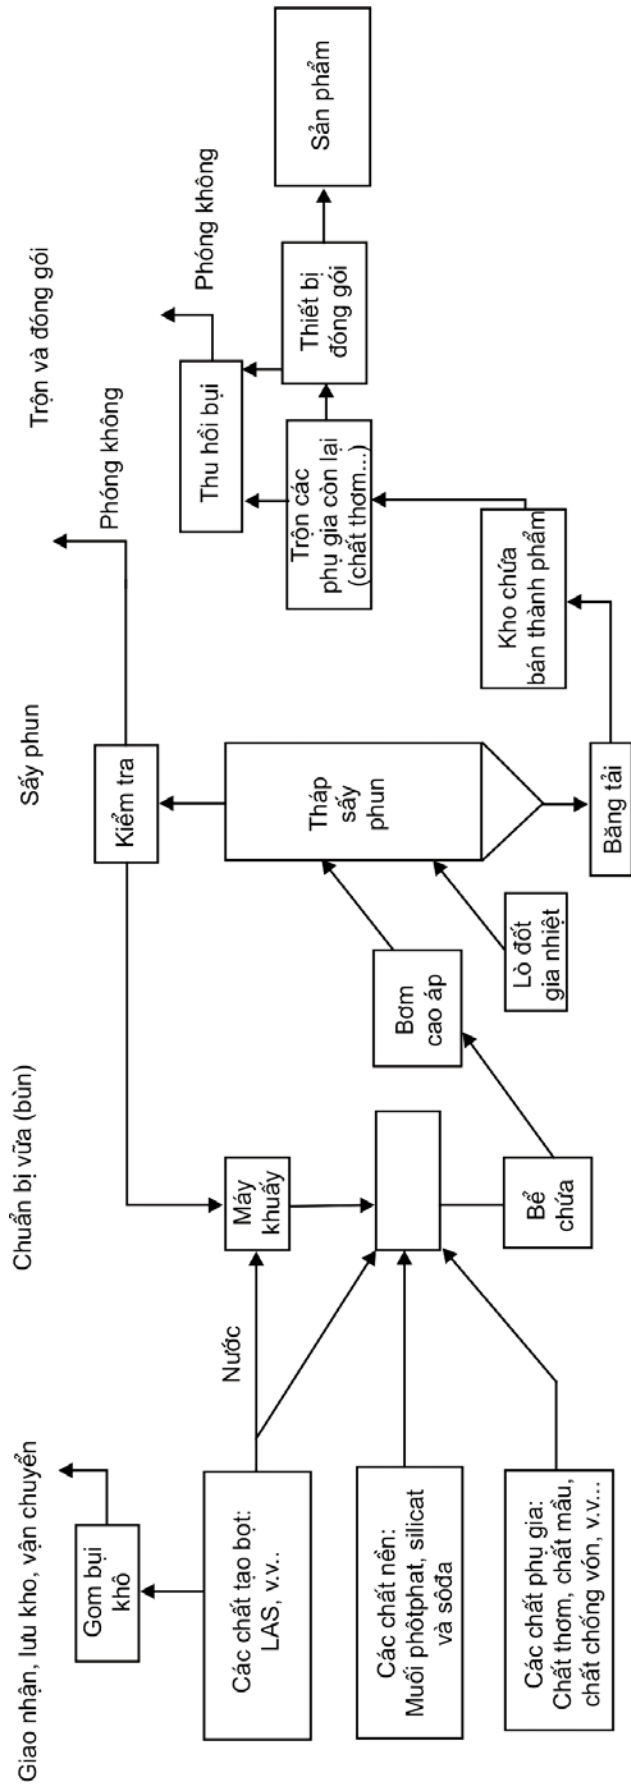 Giao nhận, lưu kho, vận chuyển
Chuẩn bị vữa (bùn)
Sấy phun
Trộn và đóng gói
Gom bụi
khô
Các chất tạo bọt:
LAS, v.v..
Các chất nền:
Muối phôtphat, silicat
và sôđa
Các chất phụ gia:
Chất thơm, chất mầu,
chất chống vón, v.v...
Nước
Máy
khuấy
Bể
chứa
Bơm
cao áp
Lò đốt
gia nhiệt
Kiểm tra
Phóng không
Tháp
sấy
phun
Băng tải
Kho chứa
bán thành phẩm
Trộn các
phụ gia còn lại
(chất thơm...)
Thu hồi bụi
Phóng không
Thiết bị
đóng gói
Sản phẩm